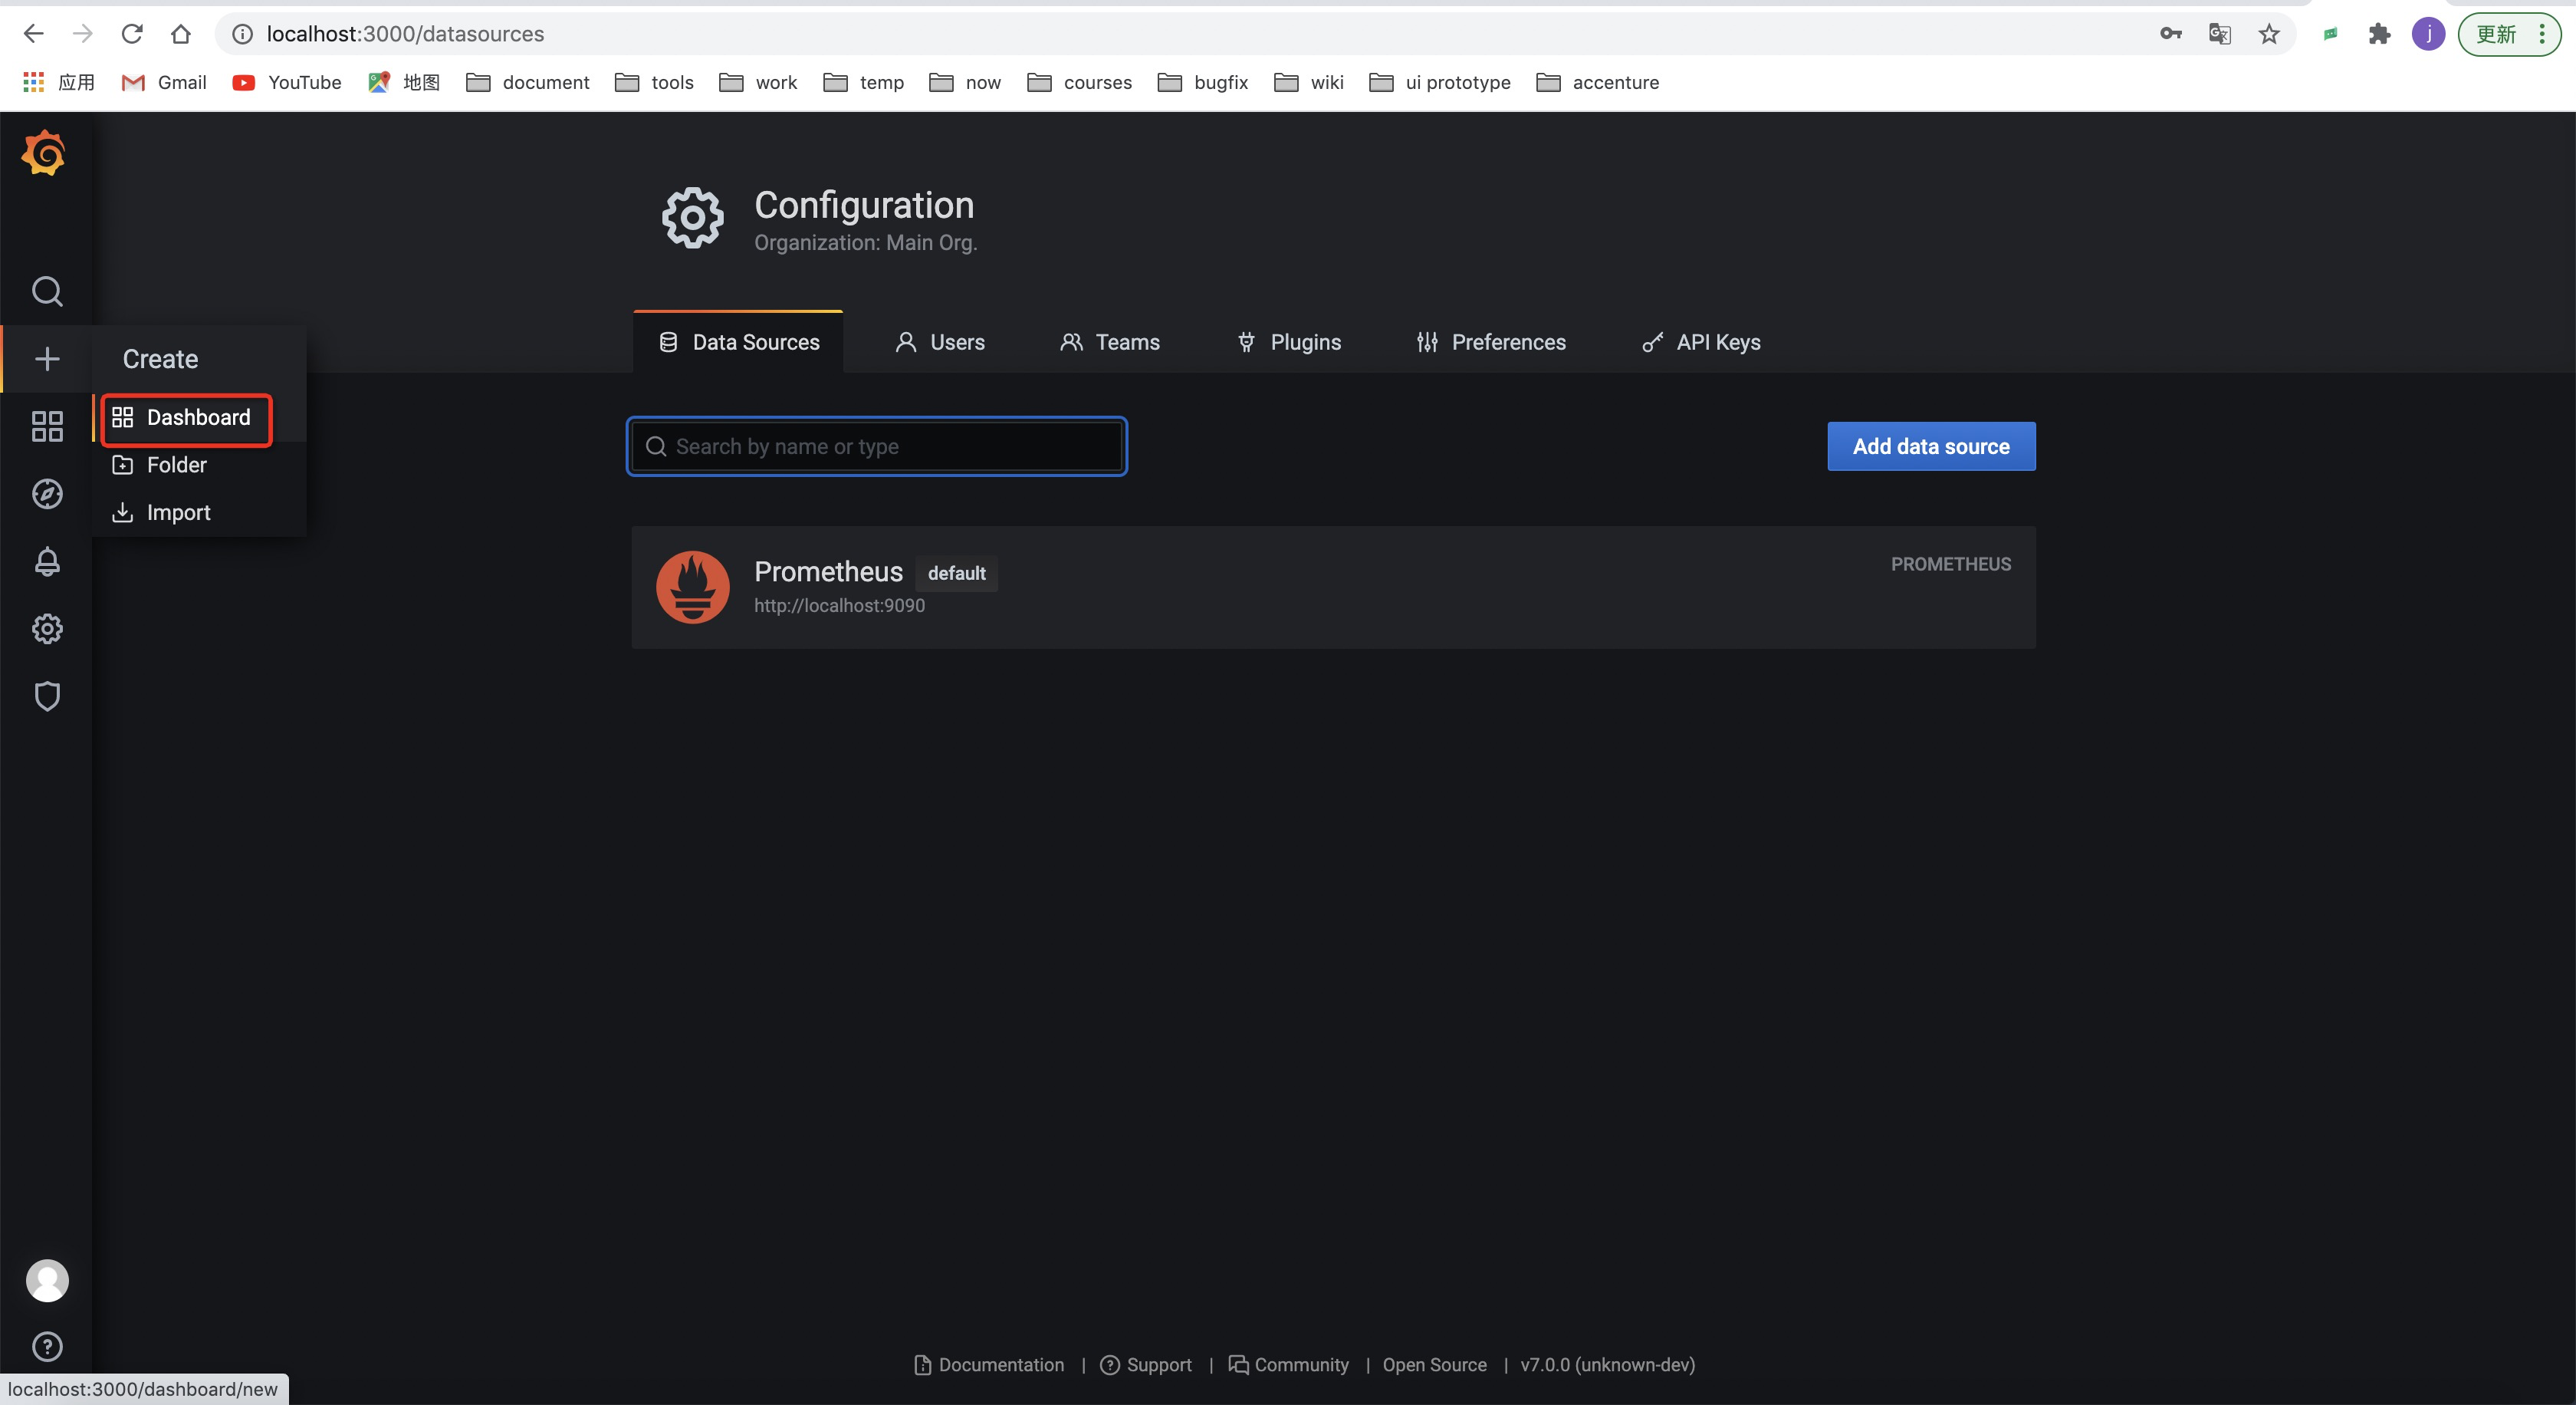 localhost:3000/datasources
更新
应用 Gmail YouTube 地图 document tools work temp now courses bugfix wiki ui prototype accenture
Configuration
Organization: Main Org.
Data Sources Users Teams Plugins Preferences API Keys
Create
Dashboard
Folder
Import
Search by name or type
Add data source
Prometheus default
http://localhost:9090
PROMETHEUS
Documentation | Support | Community | Open Source | v7.0.0 (unknown-dev)
localhost:3000/dashboard/new
j